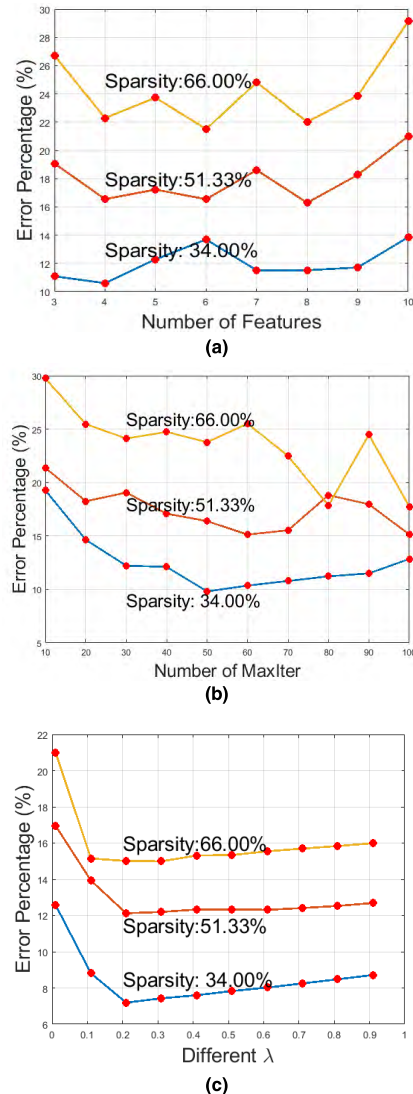 30
28
26
24
22
20
18
16
14
12
10
Error Percentage (%)
Sparsity:66.00%
Sparsity:51.33%
Sparsity: 34.00%
3 4 5 6 7 8 9 10
Number of Features
(a)
30
25
20
15
10
5
Error Percentage (%)
Sparsity:66.00%
Sparsity:51.33%
Sparsity: 34.00%
10 20 30 40 50 60 70 80 90 100
Number of MaxIter
(b)
22
20
18
16
14
12
10
8
6
Error Percentage (%)
Sparsity:66.00%
Sparsity:51.33%
Sparsity: 34.00%
0 0.1 0.2 0.3 0.4 0.5 0.6 0.7 0.8 0.9 1
Different λ
(c)